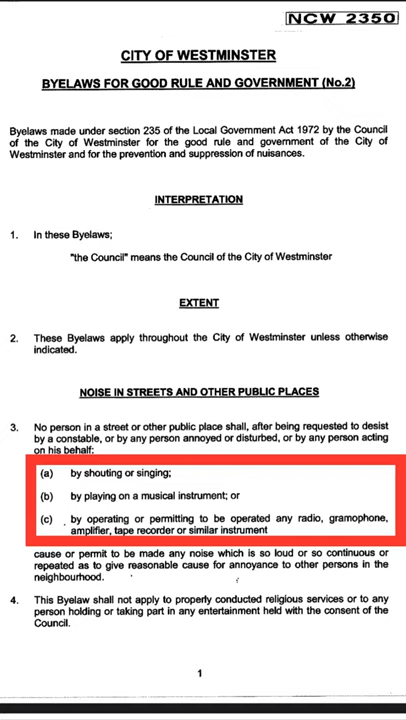 NCW 2350
CITY OF WESTMINSTER
BYELAWS FOR GOOD RULE AND GOVERNMENT (No.2)
Byelaws made under section 235 of the Local Government Act 1972 by the Council
of the City of Westminster for the good rule and government of the City of
Westminster and for the prevention and suppression of nuisances.
INTERPRETATION
1. In these Byelaws;
"the Council" means the Council of the City of Westminster
EXTENT
2. These Byelaws apply throughout the City of Westminster unless otherwise
indicated.
NOISE IN STREETS AND OTHER PUBLIC PLACES
3. No person in a street or other public place shall, after being requested to desist
by a constable, or by any person annoyed or disturbed, or by any person acting
on his behalf:
(a) by shouting or singing;
(b) by playing on a musical instrument; or
(c) by operating or permitting to be operated any radio, gramophone,
amplifier, tape recorder or similar instrument
cause or permit to be made any noise which is so loud or so continuous or
repeated as to give reasonable cause for annoyance to other persons in the
neighbourhood.
4. This Byelaw shall not apply to properly conducted religious services or to any
person holding or taking part in any entertainment held with the consent of the
Council.
1